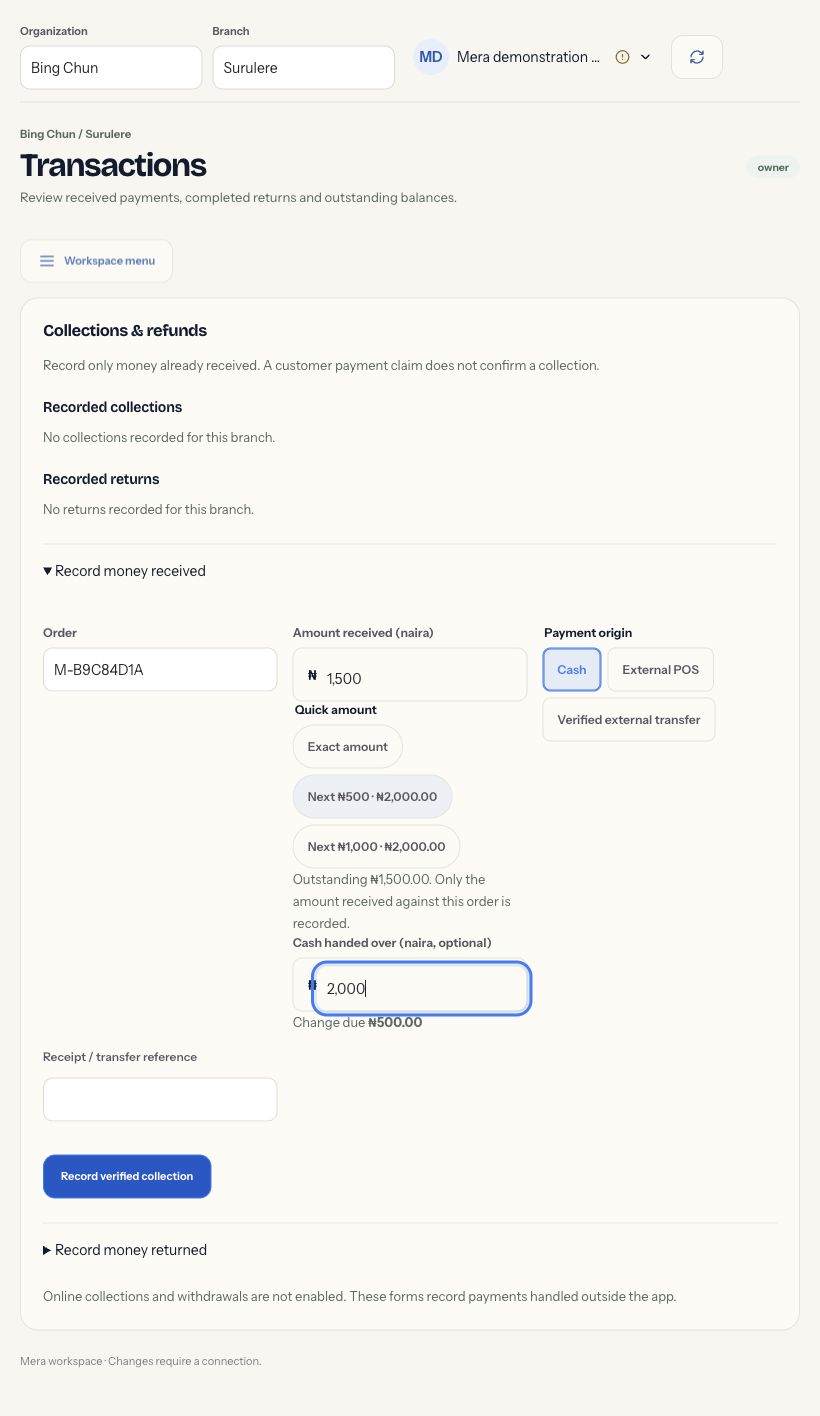 Organization
Branch
Bing Chun
Surulere
MD
Mera demonstration ...
Bing Chun / Surulere
Transactions
owner
Review received payments, completed returns and outstanding balances.
Workspace menu
Collections & refunds
Record only money already received. A customer payment claim does not confirm a collection.
Recorded collections
No collections recorded for this branch.
Recorded returns
No returns recorded for this branch.
Record money received
Order
Amount received (naira)
Payment origin
M-B9C84D1A
₦ 1,500
Cash
External POS
Quick amount
Verified external transfer
Exact amount
Next ₦500 · ₦2,000.00
Next ₦1,000 · ₦2,000.00
Outstanding ₦1,500.00. Only the
amount received against this order is
recorded.
Cash handed over (naira, optional)
₦ 2,000
Change due ₦500.00
Receipt / transfer reference
Record verified collection
Record money returned
Online collections and withdrawals are not enabled. These forms record payments handled outside the app.
Mera workspace · Changes require a connection.